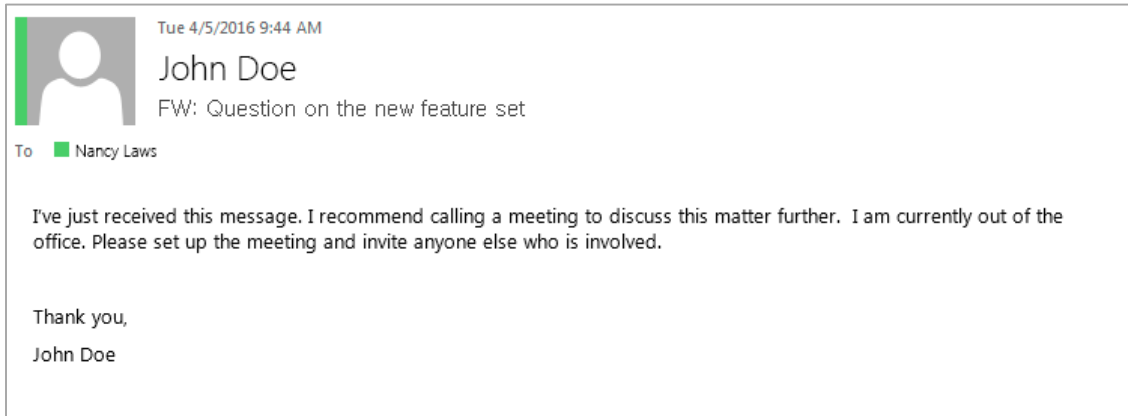 Tue 4/5/2016 9:44 AM
John Doe
FW: Question on the new feature set
To Nancy Laws
I've just received this message. I recommend calling a meeting to discuss this matter further.  I am currently out of the
office. Please set up the meeting and invite anyone else who is involved.
Thank you,
John Doe